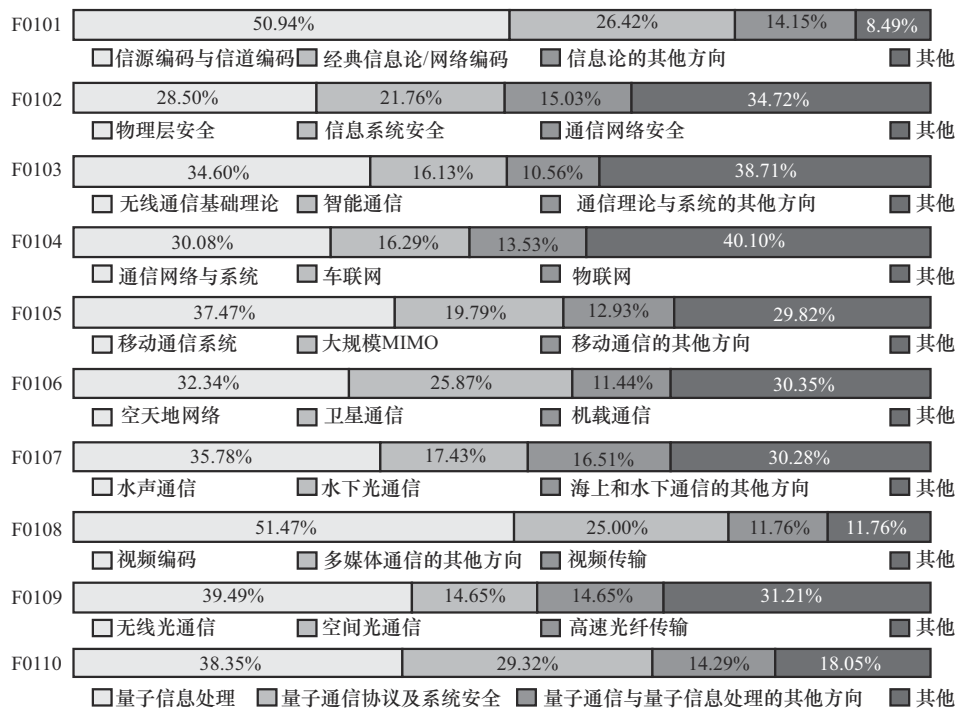 F0101 50.94% 26.42% 14.15% 8.49%
信源编码与信道编码 经典信息论/网络编码 信息论的其他方向 其他
F0102 28.50% 21.76% 15.03% 34.72%
物理层安全 信息系统安全 通信网络安全 其他
F0103 34.60% 16.13% 10.56% 38.71%
无线通信基础理论 智能通信 通信理论与系统的其他方向 其他
F0104 30.08% 16.29% 13.53% 40.10%
通信网络与系统 车联网 物联网 其他
F0105 37.47% 19.79% 12.93% 29.82%
移动通信系统 大规模MIMO 移动通信的其他方向 其他
F0106 32.34% 25.87% 11.44% 30.35%
空天地网络 卫星通信 机载通信 其他
F0107 35.78% 17.43% 16.51% 30.28%
水声通信 水下光通信 海上和水下通信的其他方向 其他
F0108 51.47% 25.00% 11.76% 11.76%
视频编码 多媒体通信的其他方向 视频传输 其他
F0109 39.49% 14.65% 14.65% 31.21%
无线光通信 空间光通信 高速光纤传输 其他
F0110 38.35% 29.32% 14.29% 18.05%
量子信息处理 量子通信协议及系统安全 量子通信与量子信息处理的其他方向 其他